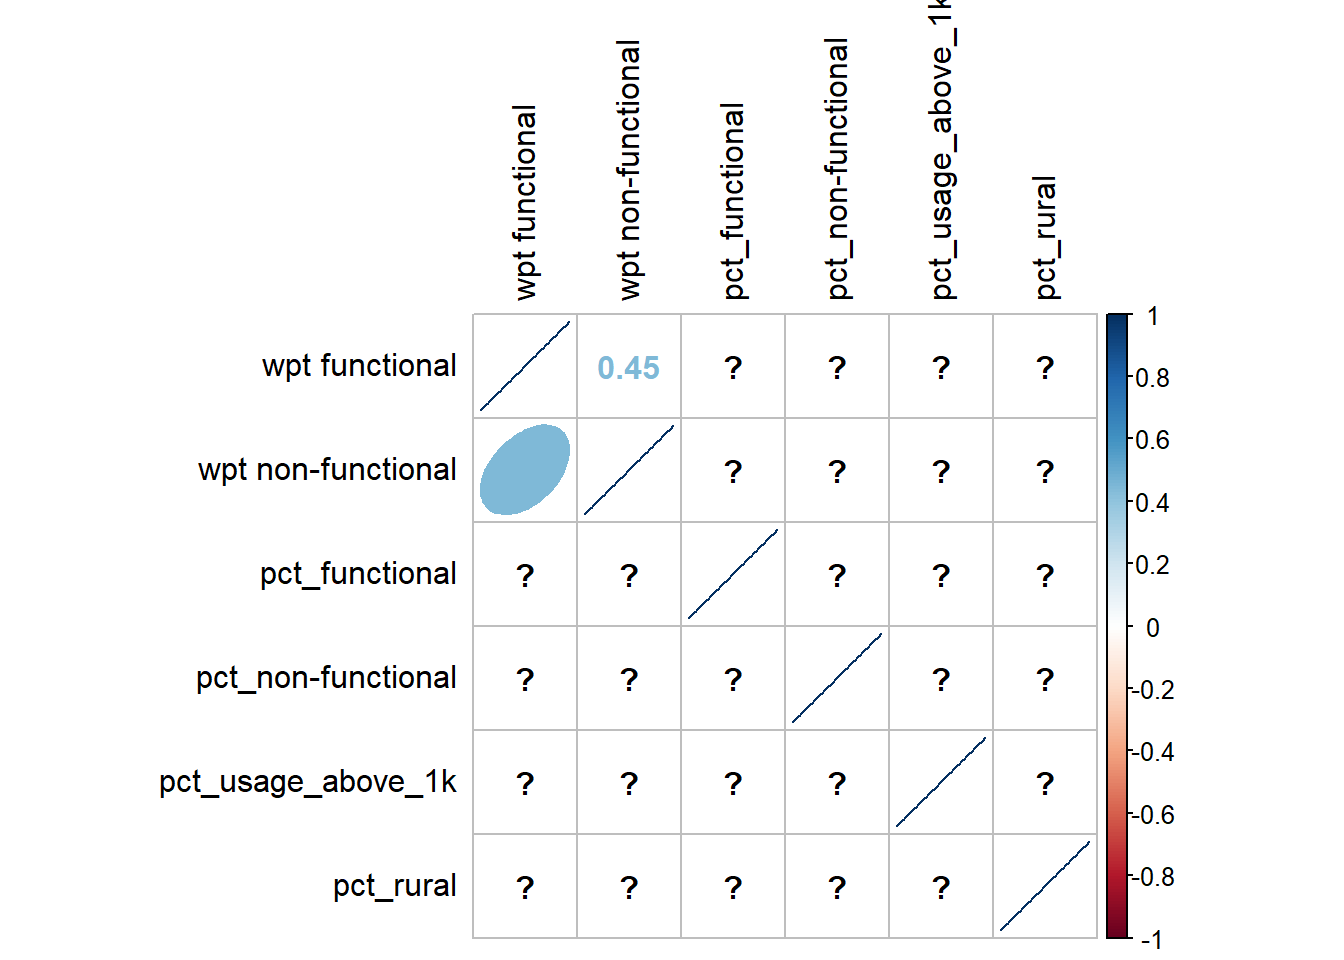 wpt functional
wpt non-functional
pct_functional
pct_non-functional
pct_usage_above_1k
pct_rural
wpt functional 0.45 ? ? ? ?
wpt non-functional ? ? ? ?
pct_functional ? ? ? ? ?
pct_non-functional ? ? ? ? ?
pct_usage_above_1k ? ? ? ? ?
pct_rural ? ? ? ? ?
1
0.8
0.6
0.4
0.2
0
-0.2
-0.4
-0.6
-0.8
-1